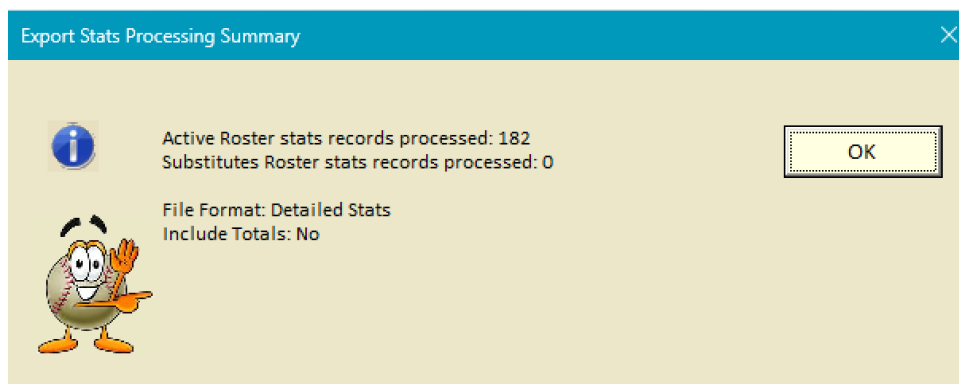 Export Stats Processing Summary
Active Roster stats records processed: 182
Substitutes Roster stats records processed: 0
OK
File Format: Detailed Stats
Include Totals: No